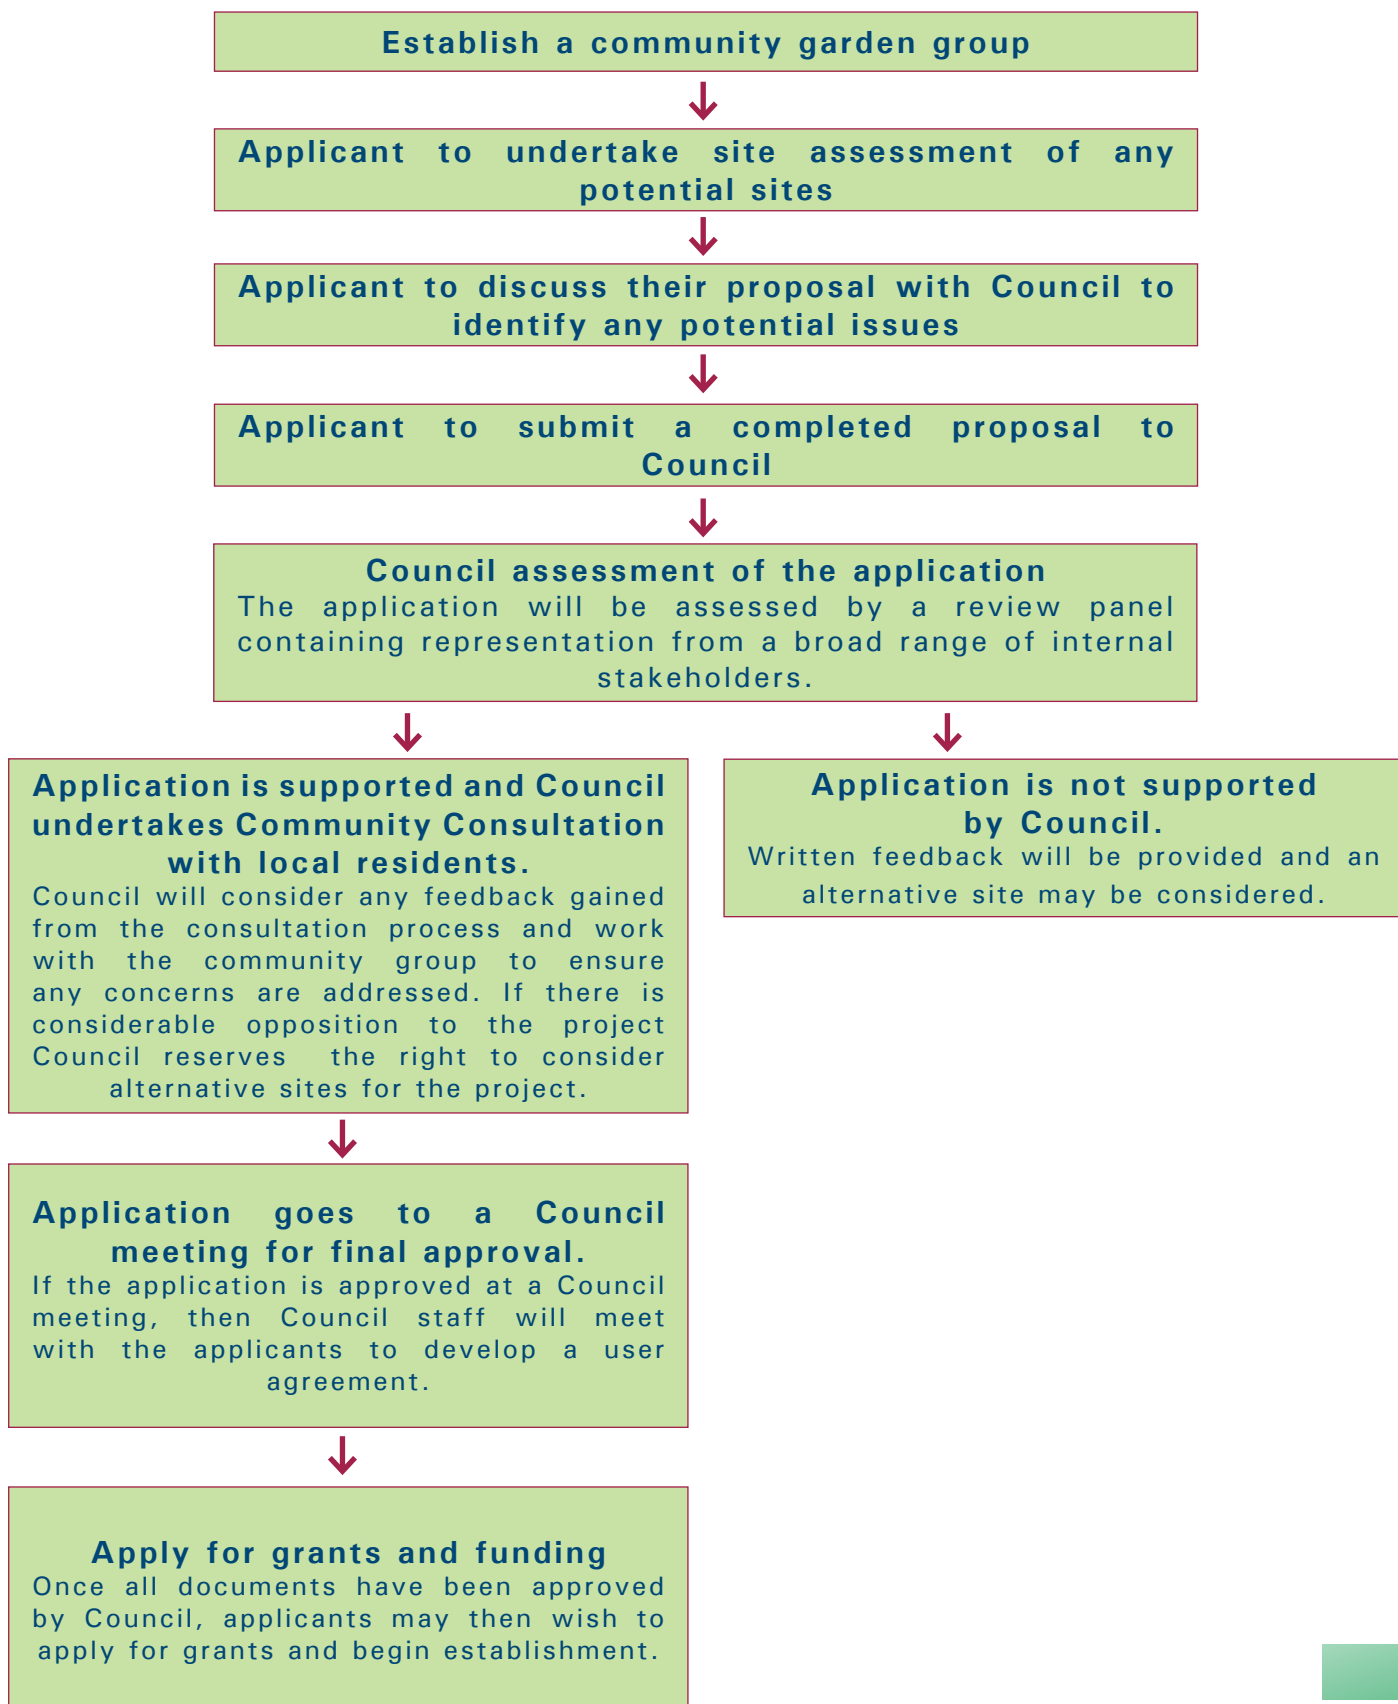 Establish a community garden group
Applicant to undertake site assessment of any
potential sites
Applicant to discuss their proposal with Council to
identify any potential issues
Applicant to submit a completed proposal to
Council
Council assessment of the application
The application will be assessed by a review panel
containing representation from a broad range of internal
stakeholders.
Application is supported and Council
undertakes Community Consultation
with local residents.
Council will consider any feedback gained
from the consultation process and work
with the community group to ensure
any concerns are addressed. If there is
considerable opposition to the project
Council reserves the right to consider
alternative sites for the project.
Application is not supported
by Council.
Written feedback will be provided and an
alternative site may be considered.
Application goes to a Council
meeting for final approval.
If the application is approved at a Council
meeting, then Council staff will meet
with the applicants to develop a user
agreement.
Apply for grants and funding
Once all documents have been approved
by Council, applicants may then wish to
apply for grants and begin establishment.